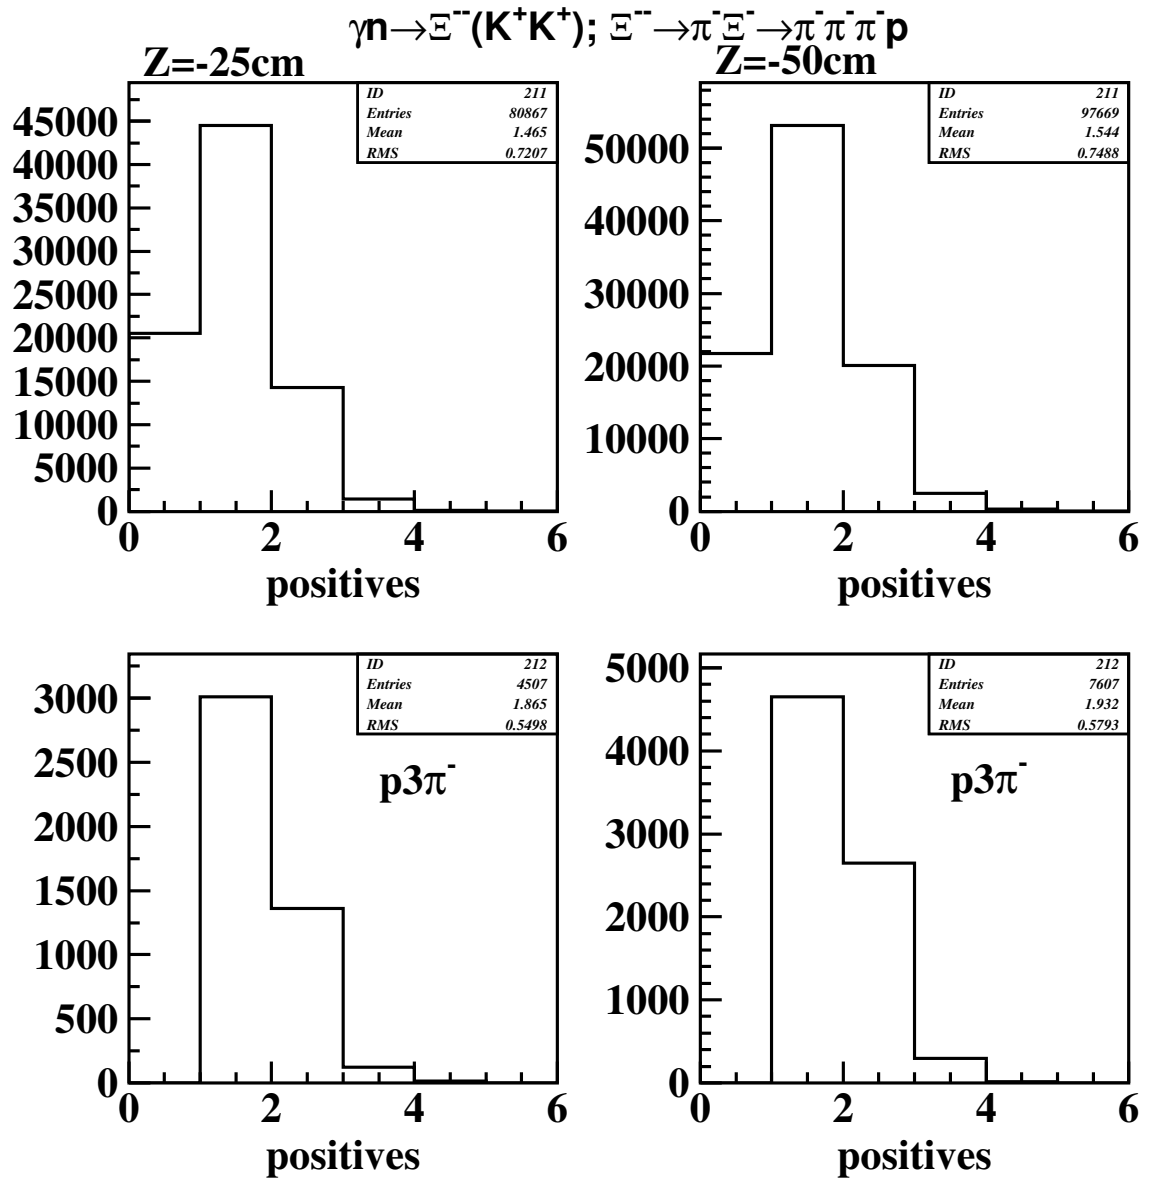 γn→Ξ⁻⁻(K⁺K⁺); Ξ⁻⁻→π⁻Ξ⁻→π⁻π⁻π⁻p
Z=-25cm
ID 211
Entries 80867
Mean 1.465
RMS 0.7207
45000
40000
35000
30000
25000
20000
15000
10000
5000
0
0 2 4 6
positives
Z=-50cm
ID 211
Entries 97669
Mean 1.544
RMS 0.7488
50000
40000
30000
20000
10000
0
0 2 4 6
positives
ID 212
Entries 4507
Mean 1.865
RMS 0.5498
p3π⁻
3000
2500
2000
1500
1000
500
0
0 2 4 6
positives
ID 212
Entries 7607
Mean 1.932
RMS 0.5793
p3π⁻
5000
4000
3000
2000
1000
0
0 2 4 6
positives